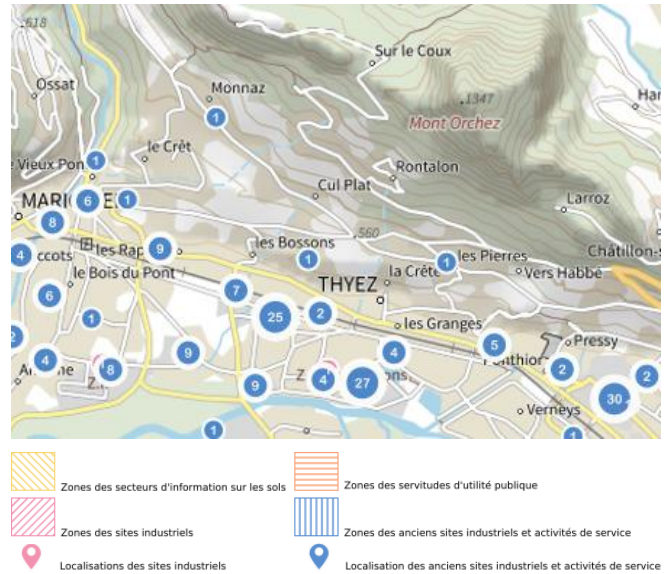 618
Sur le Coux
Ossat
Monnaz
1347
Mont Orchez
1
le Crêt
1
Vieux Pon
Rontalon
6
1
Cul Plat
Larroz
8
560
4
ccots
les Rap
9
les Bossons
1
1
les Pierres
Châtillon-s
le Bois du Pont
la Crête
Vers Habbé
THYEZ
6
7
25
2
1
les Granges
2
9
4
5
Pressy
4
8
9
4
27
2
2
30
Verneys
1
1
Zones des secteurs d'information sur les sols
Zones des servitudes d'utilité publique
Zones des sites industriels
Zones des anciens sites industriels et activités de service
Localisations des sites industriels
Localisation des anciens sites industriels et activités de service